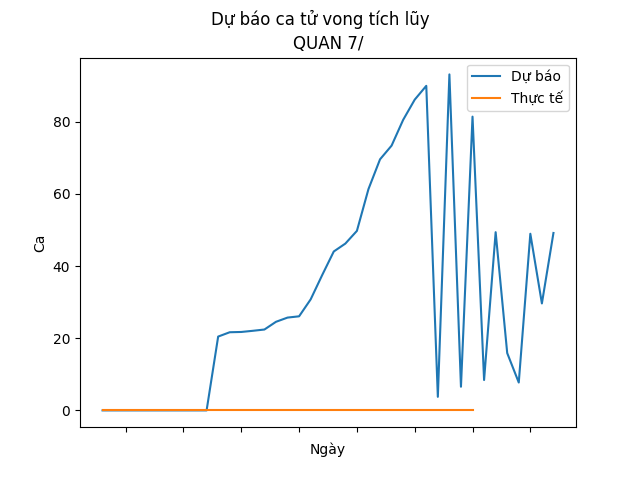 Dự báo ca tử vong tích lũy
QUAN 7/
Dự báo
Thực tế
80
60
40
20
0
Ca
Ngày